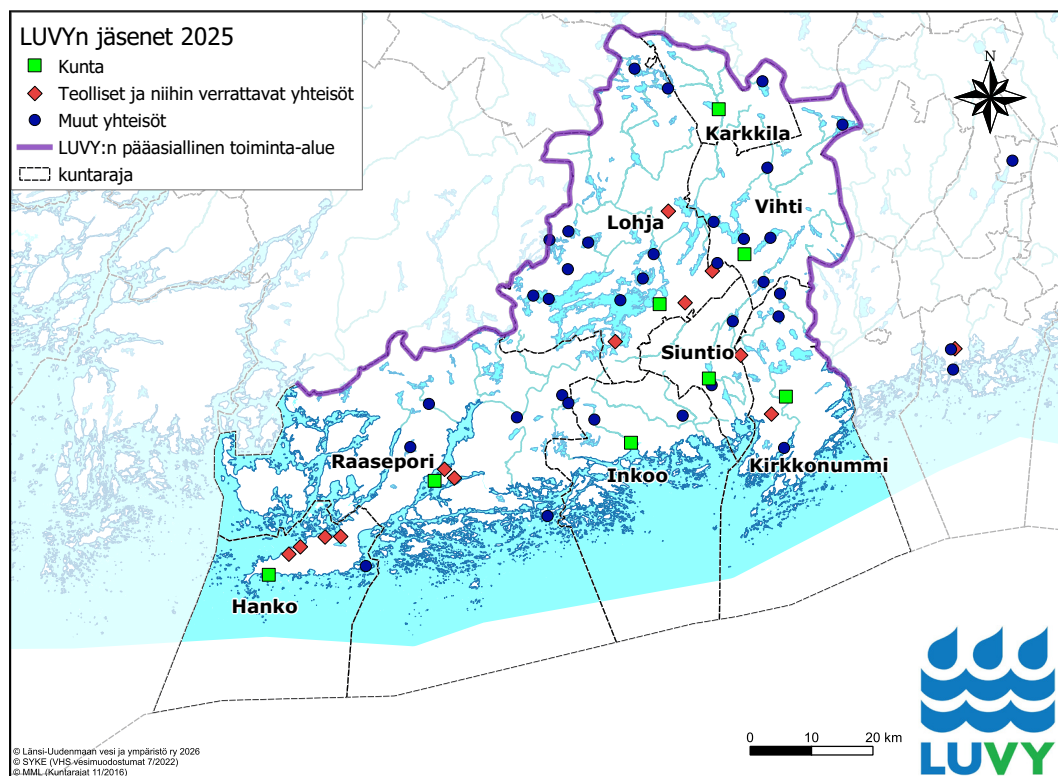 LUVYn jäsenet 2025
Kunta
Teolliset ja niihin verrattavat yhteisöt
Muut yhteisöt
LUVY:n pääasiallinen toiminta-alue
kuntaraja
N
Karkkila
Vihti
Lohja
Siuntio
Raasepori
Inkoo
Kirkkonummi
Hanko
0 10 20 km
LUVY
© Länsi-Uudenmaan vesi ja ympäristö ry 2026
© SYKE (VHS vesimuodostumat 7/2022)
© MML (Kuntarajat 11/2016)